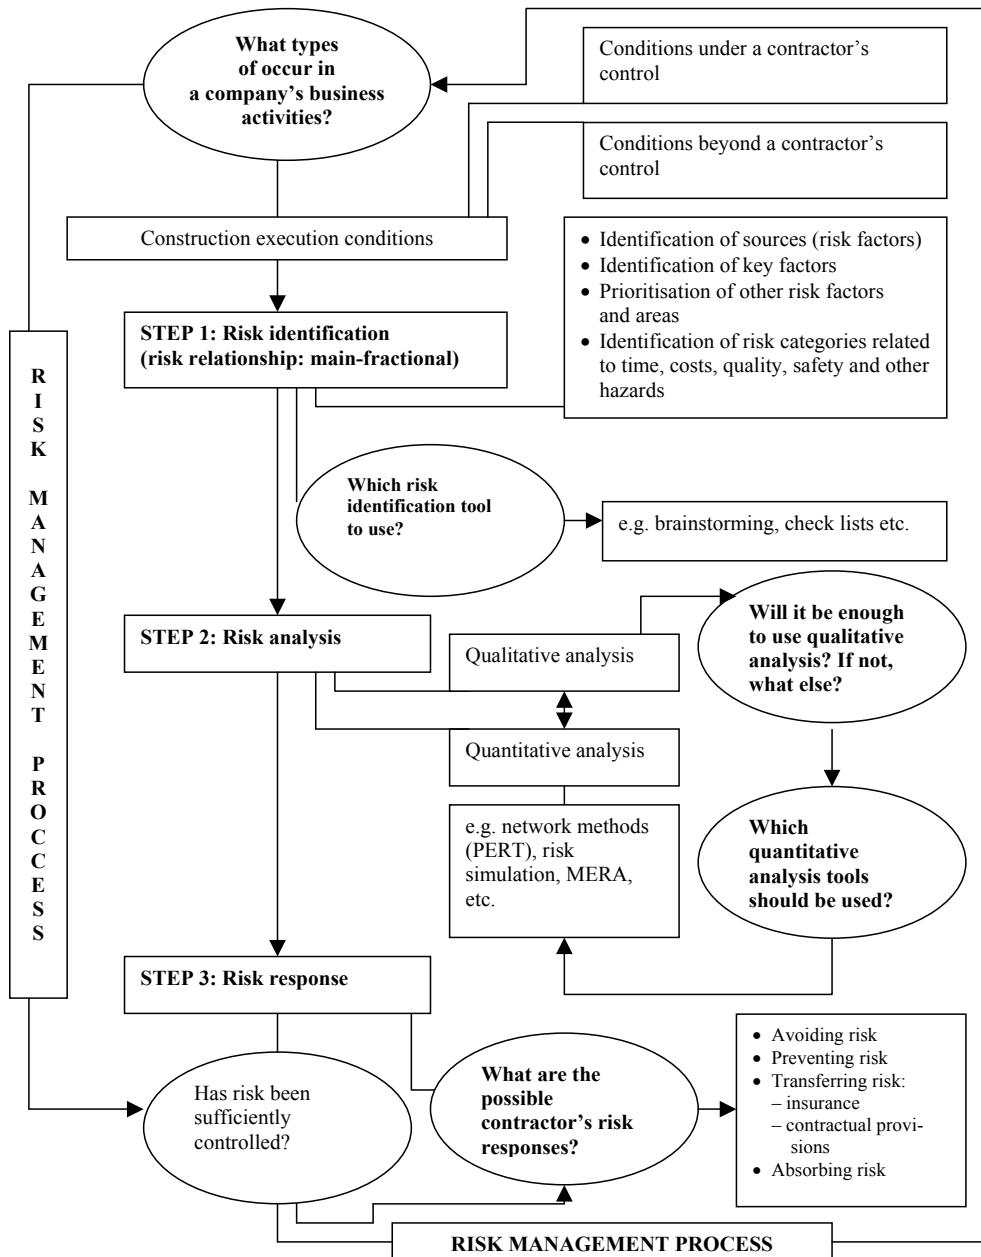 What types
of occur in
a company's business
activities?
Conditions under a contractor's
control
Conditions beyond a contractor's
control
Construction execution conditions
• Identification of sources (risk factors)
• Identification of key factors
• Prioritisation of other risk factors
and areas
• Identification of risk categories related
to time, costs, quality, safety and other
hazards
STEP 1: Risk identification
(risk relationship: main-fractional)
RISK MANAGEMENT PROCCESS
Which risk
identification tool
to use?
e.g. brainstorming, check lists etc.
STEP 2: Risk analysis
Qualitative analysis
Will it be enough
to use qualitative
analysis? If not,
what else?
Quantitative analysis
e.g. network methods
(PERT), risk
simulation, MERA,
etc.
Which
quantitative
analysis tools
should be used?
STEP 3: Risk response
Has risk been
sufficiently
controlled?
What are the
possible
contractor's risk
responses?
• Avoiding risk
• Preventing risk
• Transferring risk:
– insurance
– contractual provi-
sions
• Absorbing risk
RISK MANAGEMENT PROCESS